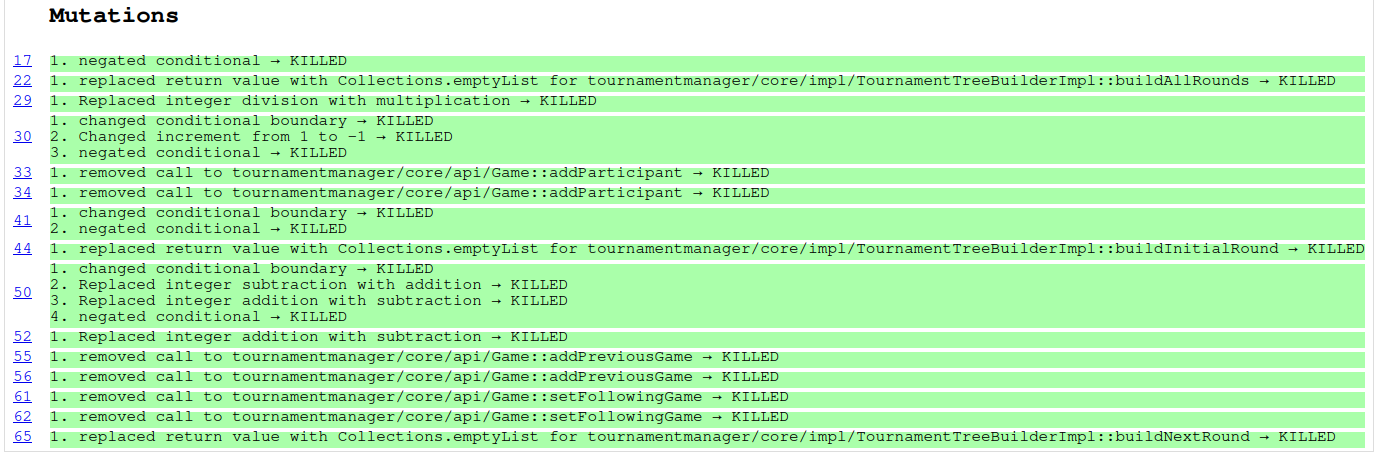 Mutations
17 1. negated conditional → KILLED
22 1. replaced return value with Collections.emptyList for tournamentmanager/core/impl/TournamentTreeBuilderImpl::buildAllRounds → KILLED
29 1. Replaced integer division with multiplication → KILLED
1. changed conditional boundary → KILLED
30 2. Changed increment from 1 to -1 → KILLED
3. negated conditional → KILLED
33 1. removed call to tournamentmanager/core/api/Game::addParticipant → KILLED
34 1. removed call to tournamentmanager/core/api/Game::addParticipant → KILLED
41 1. changed conditional boundary → KILLED
2. negated conditional → KILLED
44 1. replaced return value with Collections.emptyList for tournamentmanager/core/impl/TournamentTreeBuilderImpl::buildInitialRound → KILLED
50 1. changed conditional boundary → KILLED
2. Replaced integer subtraction with addition → KILLED
3. Replaced integer addition with subtraction → KILLED
4. negated conditional → KILLED
52 1. Replaced integer addition with subtraction → KILLED
55 1. removed call to tournamentmanager/core/api/Game::addPreviousGame → KILLED
56 1. removed call to tournamentmanager/core/api/Game::addPreviousGame → KILLED
61 1. removed call to tournamentmanager/core/api/Game::setFollowingGame → KILLED
62 1. removed call to tournamentmanager/core/api/Game::setFollowingGame → KILLED
65 1. replaced return value with Collections.emptyList for tournamentmanager/core/impl/TournamentTreeBuilderImpl::buildNextRound → KILLED